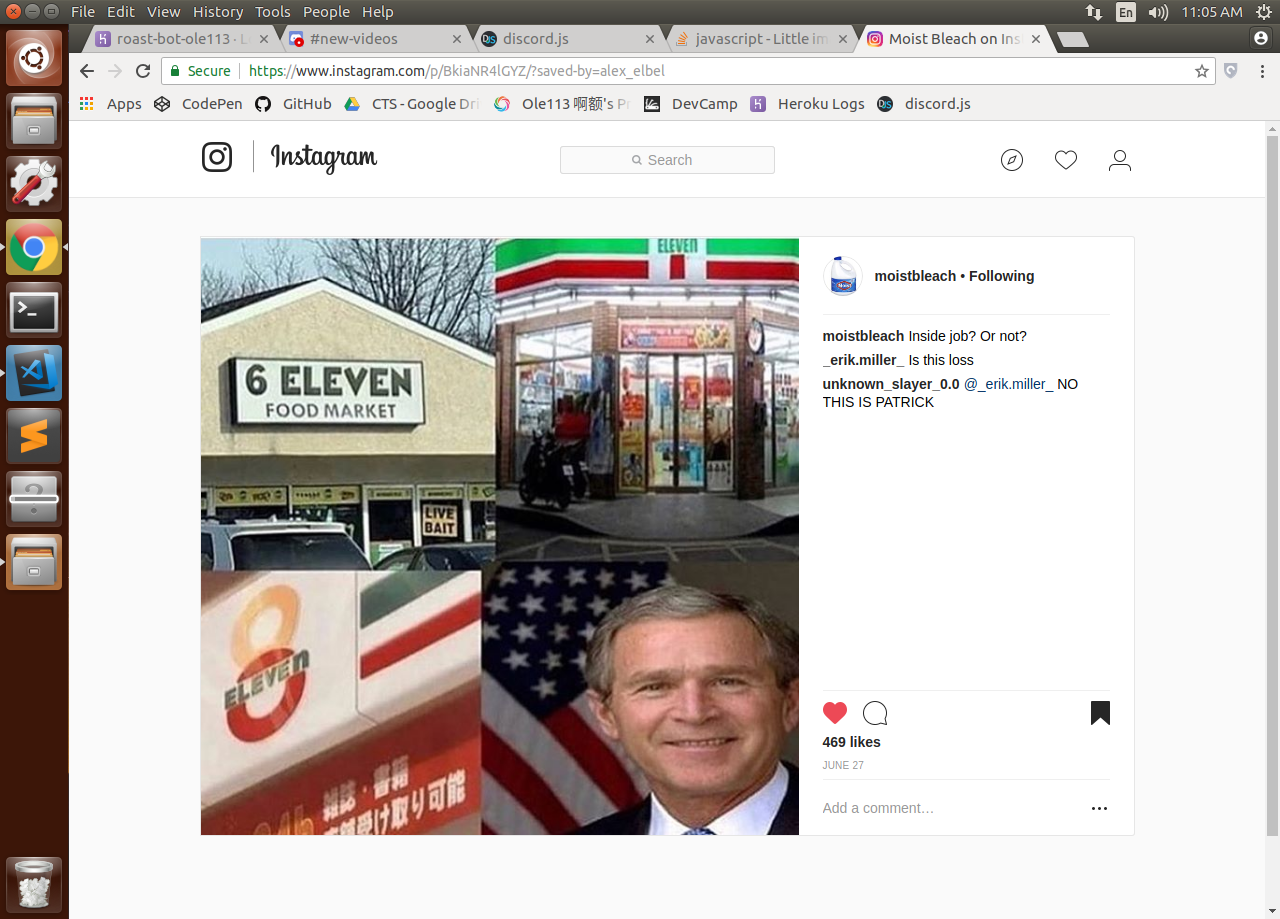 File Edit View History Tools People Help
En 11:05 AM
roast-bot-ole113 · L
#new-videos
discord.js
javascript - Little im
Moist Bleach on Ins
Secure https://www.instagram.com/p/BkiaNR4lGYZ/?saved-by=alex_elbel
Apps CodePen GitHub CTS - Google Dri Ole113 啊额's Pr DevCamp Heroku Logs discord.js
Instagram
Search
6 ELEVEN
FOOD MARKET
LIVE
BAIT
ELEVEN
8
ELEVEN
雑誌・書籍
受け取り可能
moistbleach • Following
moistbleach Inside job? Or not?
_erik.miller_ Is this loss
unknown_slayer_0.0 @_erik.miller_ NO
THIS IS PATRICK
469 likes
JUNE 27
Add a comment…